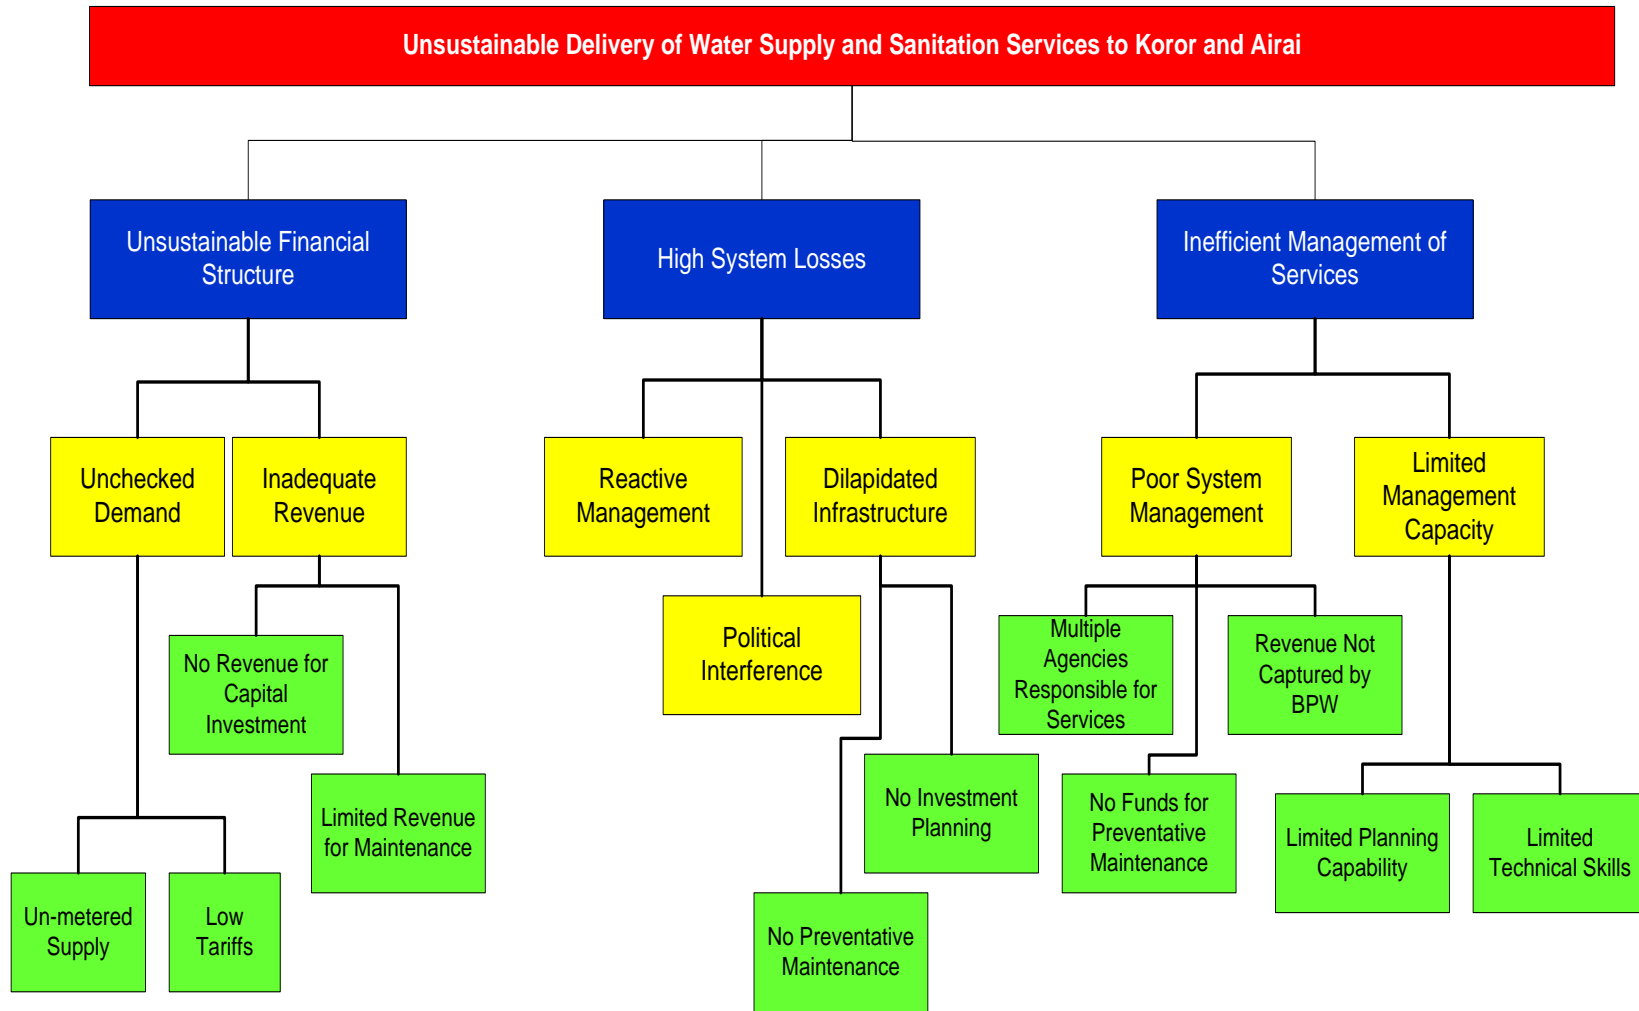 Unsustainable Delivery of Water Supply and Sanitation Services to Koror and Airai
Unsustainable Financial
Structure
High System Losses
Inefficient Management of
Services
Unchecked
Demand
Inadequate
Revenue
Reactive
Management
Dilapidated
Infrastructure
Poor System
Management
Limited
Management
Capacity
Political
Interference
No Revenue for
Capital
Investment
Multiple
Agencies
Responsible for
Services
Revenue Not
Captured by
BPW
Limited Revenue
for Maintenance
No Investment
Planning
No Funds for
Preventative
Maintenance
Limited Planning
Capability
Limited
Technical Skills
Un-metered
Supply
Low
Tariffs
No Preventative
Maintenance